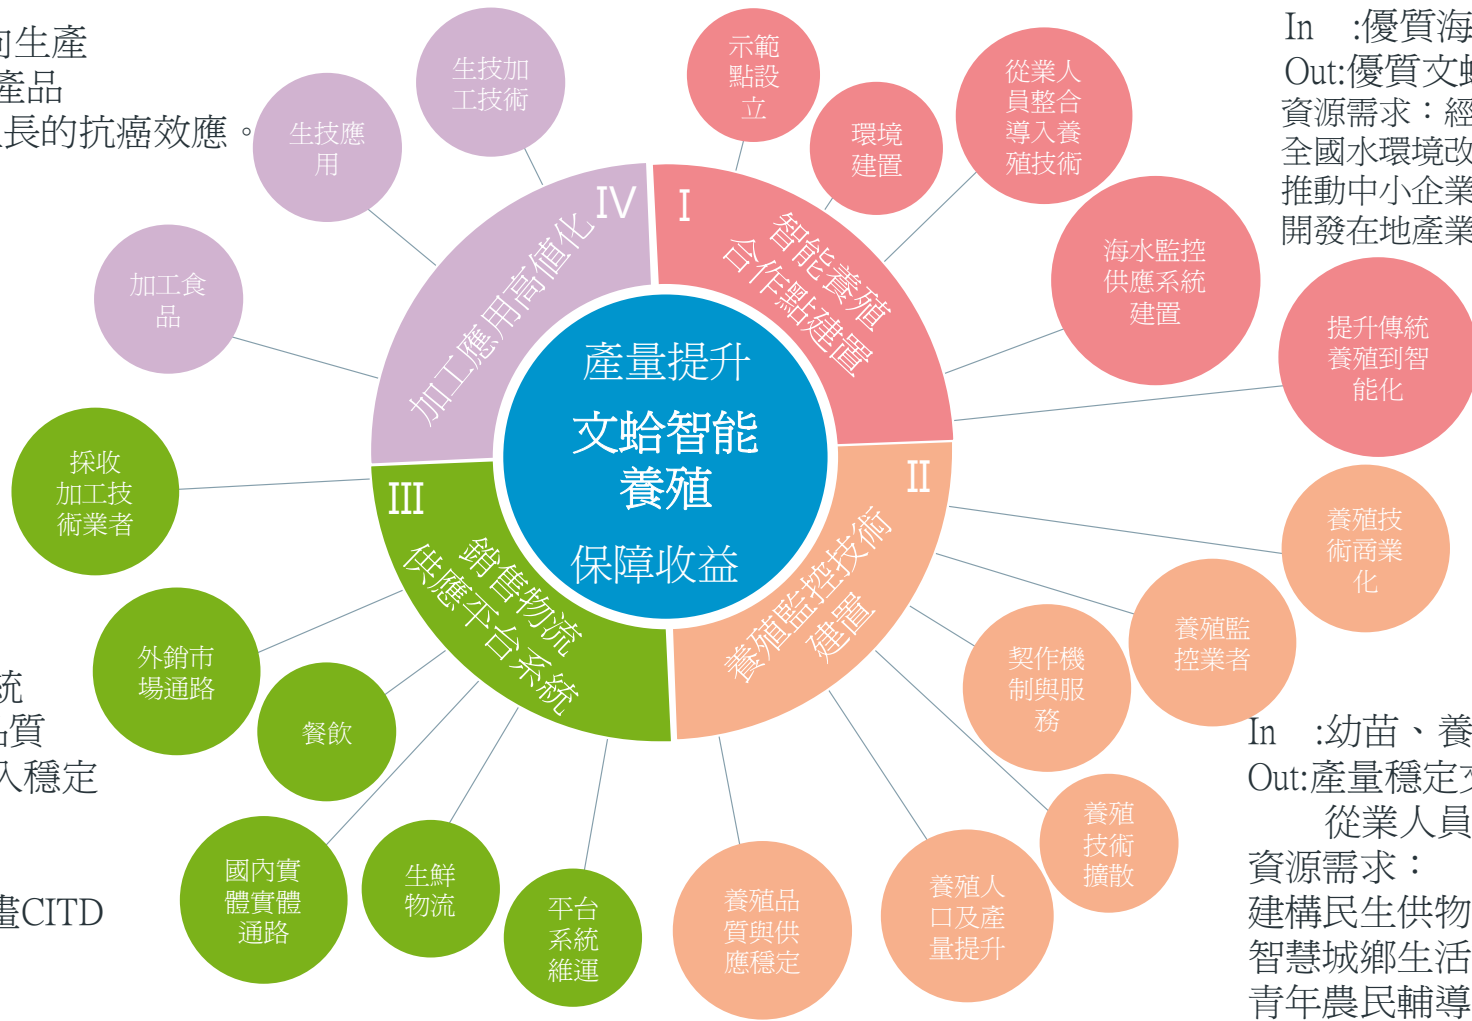 向生產
產品
長的抗癌效應。
生技加
工技術
生技應
用
加工食
品
示範
點設
立
環境
建置
從業人
員整合
導入養
殖技術
海水監控
供應系統
建置
提升傳統
養殖到智
能化
In :優質海
Out:優質文蛤
資源需求：經
全國水環境改
推動中小企業
開發在地產業
IV
加工應用高值化
I
智能養殖
合作點建置
產量提升
文蛤智能
養殖
保障收益
III
銷售物流
供應平台系統
II
養殖監控技術
建置
採收
加工技
術業者
外銷市
場通路
餐飲
國內實
體實體
通路
生鮮
物流
平台
系統
維運
養殖技
術商業
化
養殖監
控業者
契作機
制與服
務
養殖
技術
擴散
養殖人
口及產
量提升
養殖品
質與供
應穩定
統
品質
入穩定
畫CITD
In :幼苗、養
Out:產量穩定文
從業人員
資源需求：
建構民生供物
智慧城鄉生活
青年農民輔導